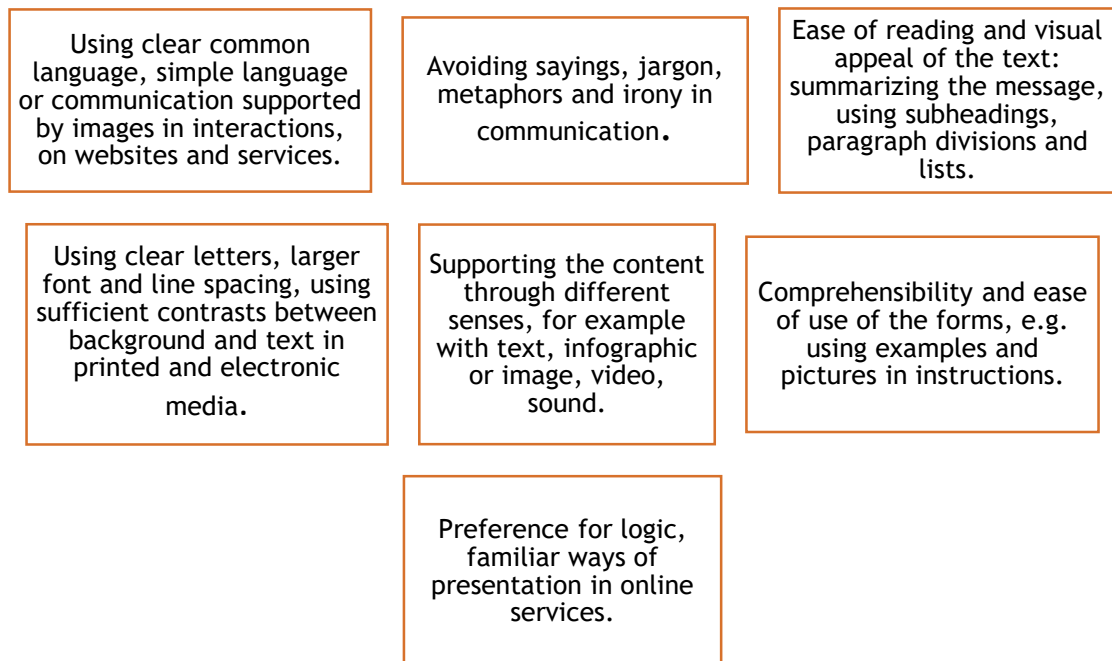 Using clear common
language, simple language
or communication supported
by images in interactions,
on websites and services.
Avoiding sayings, jargon,
metaphors and irony in
communication.
Ease of reading and visual
appeal of the text:
summarizing the message,
using subheadings,
paragraph divisions and
lists.
Using clear letters, larger
font and line spacing, using
sufficient contrasts between
background and text in
printed and electronic
media.
Supporting the content
through different
senses, for example
with text, infographic
or image, video,
sound.
Comprehensibility and ease
of use of the forms, e.g.
using examples and
pictures in instructions.
Preference for logic,
familiar ways of
presentation in online
services.